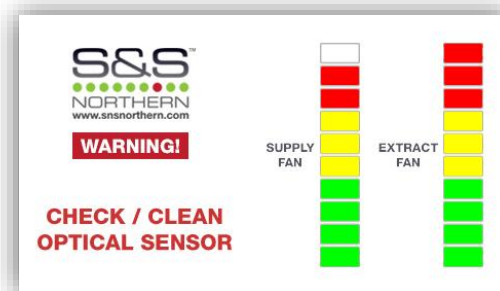 S&S™
NORTHERN
www.snsnorthern.com
WARNING!
CHECK / CLEAN
OPTICAL SENSOR
SUPPLY
FAN
EXTRACT
FAN